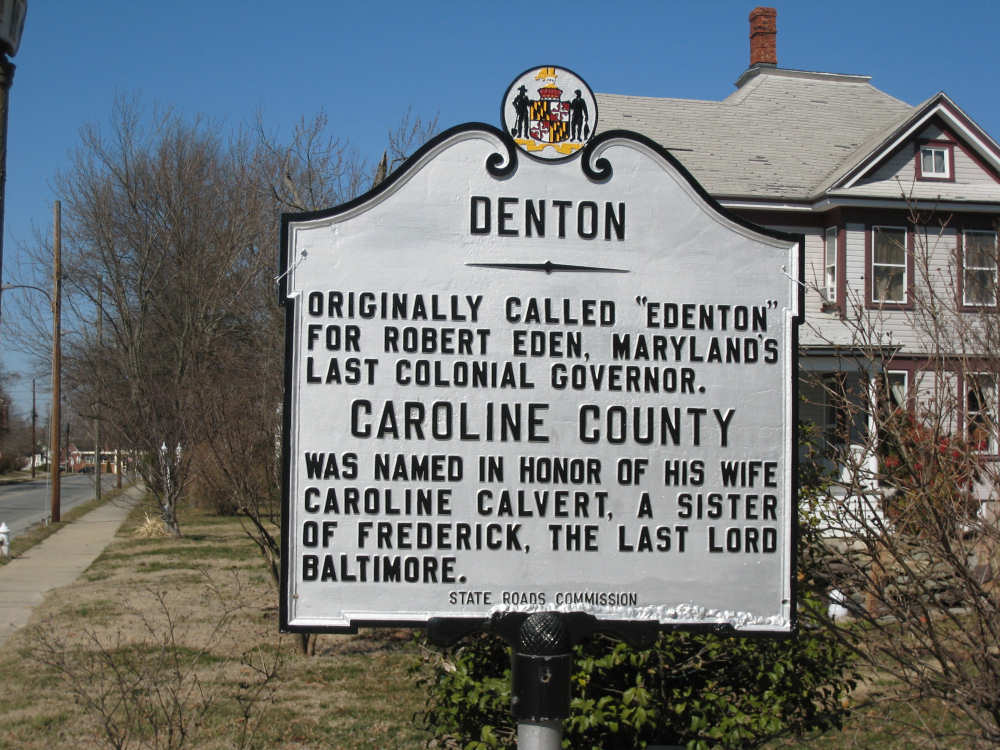 DENTON
ORIGINALLY CALLED "EDENTON"
FOR ROBERT EDEN, MARYLAND'S
LAST COLONIAL GOVERNOR.
CAROLINE COUNTY
WAS NAMED IN HONOR OF HIS WIFE
CAROLINE CALVERT, A SISTER
OF FREDERICK, THE LAST LORD
BALTIMORE.
STATE ROADS COMMISSION